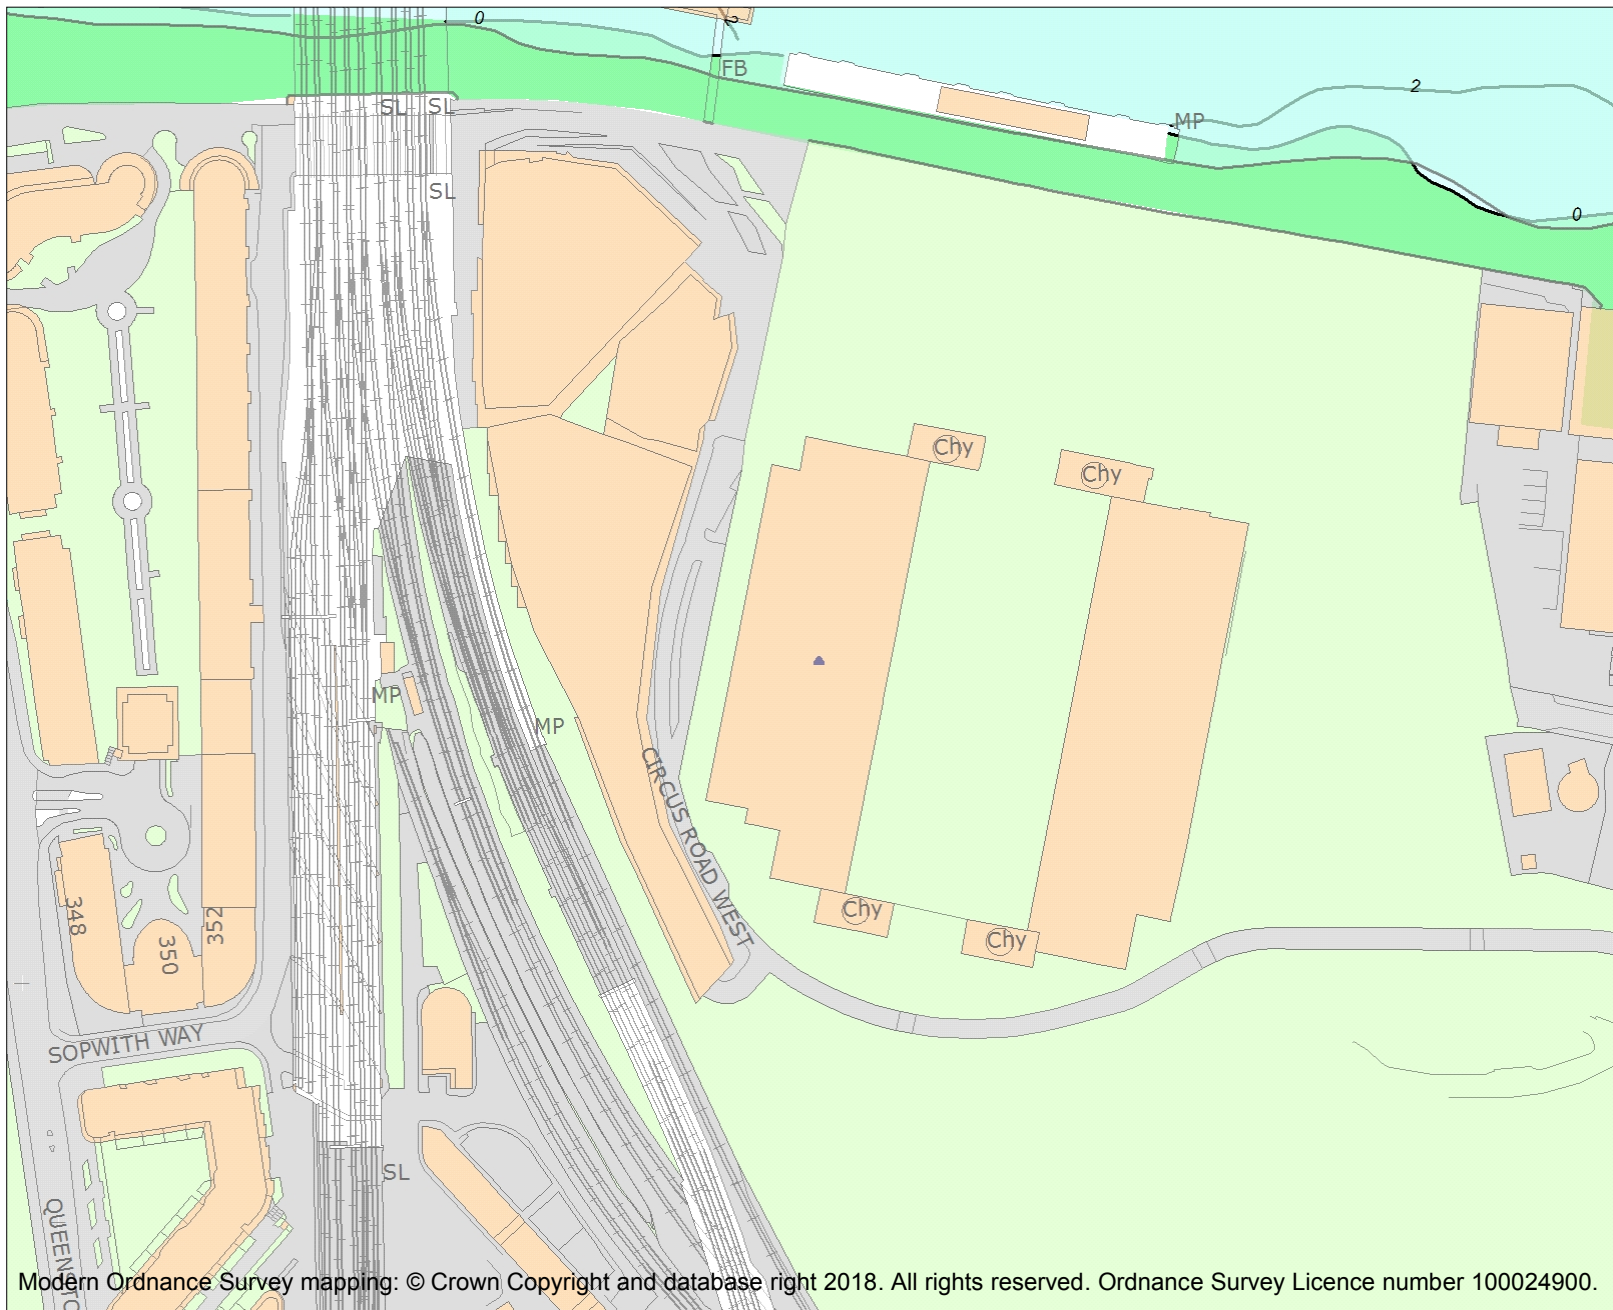 0
2
FB
2
SL
SL
MP
SL
0
Chy
Chy
MP
MP
CIRCUS ROAD WEST
348
350
352
Chy
Chy
SOPWITH WAY
SL
QUEENSTO
Modern Ordnance Survey mapping: © Crown Copyright and database right 2018. All rights reserved. Ordnance Survey Licence number 100024900.